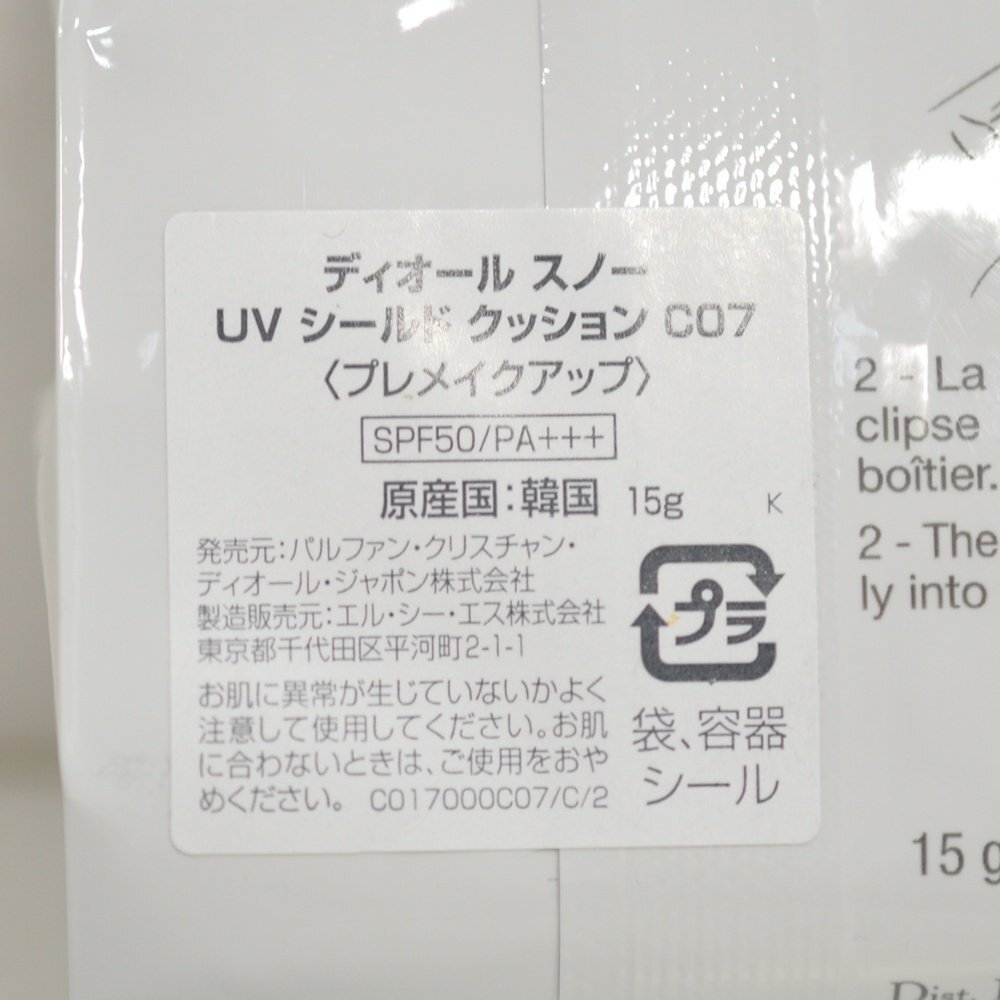 ディオール スノー
UV シールド クッション C07
〈プレメイクアップ〉
SPF50/PA+++
原産国：韓国 15g K
発売元：パルファン・クリスチャン・
ディオール・ジャポン株式会社
製造販売元：エル・シー・エス株式会社
東京都千代田区平河町2-1-1
お肌に異常が生じていないかよく
注意して使用してください。お肌
に合わないときは、ご使用をおや
めください。 C017000C07/C/2
プラ
袋、容器
シール
2 - La
clipse
boîtier.
2 - The
ly into
15 g
Dist.